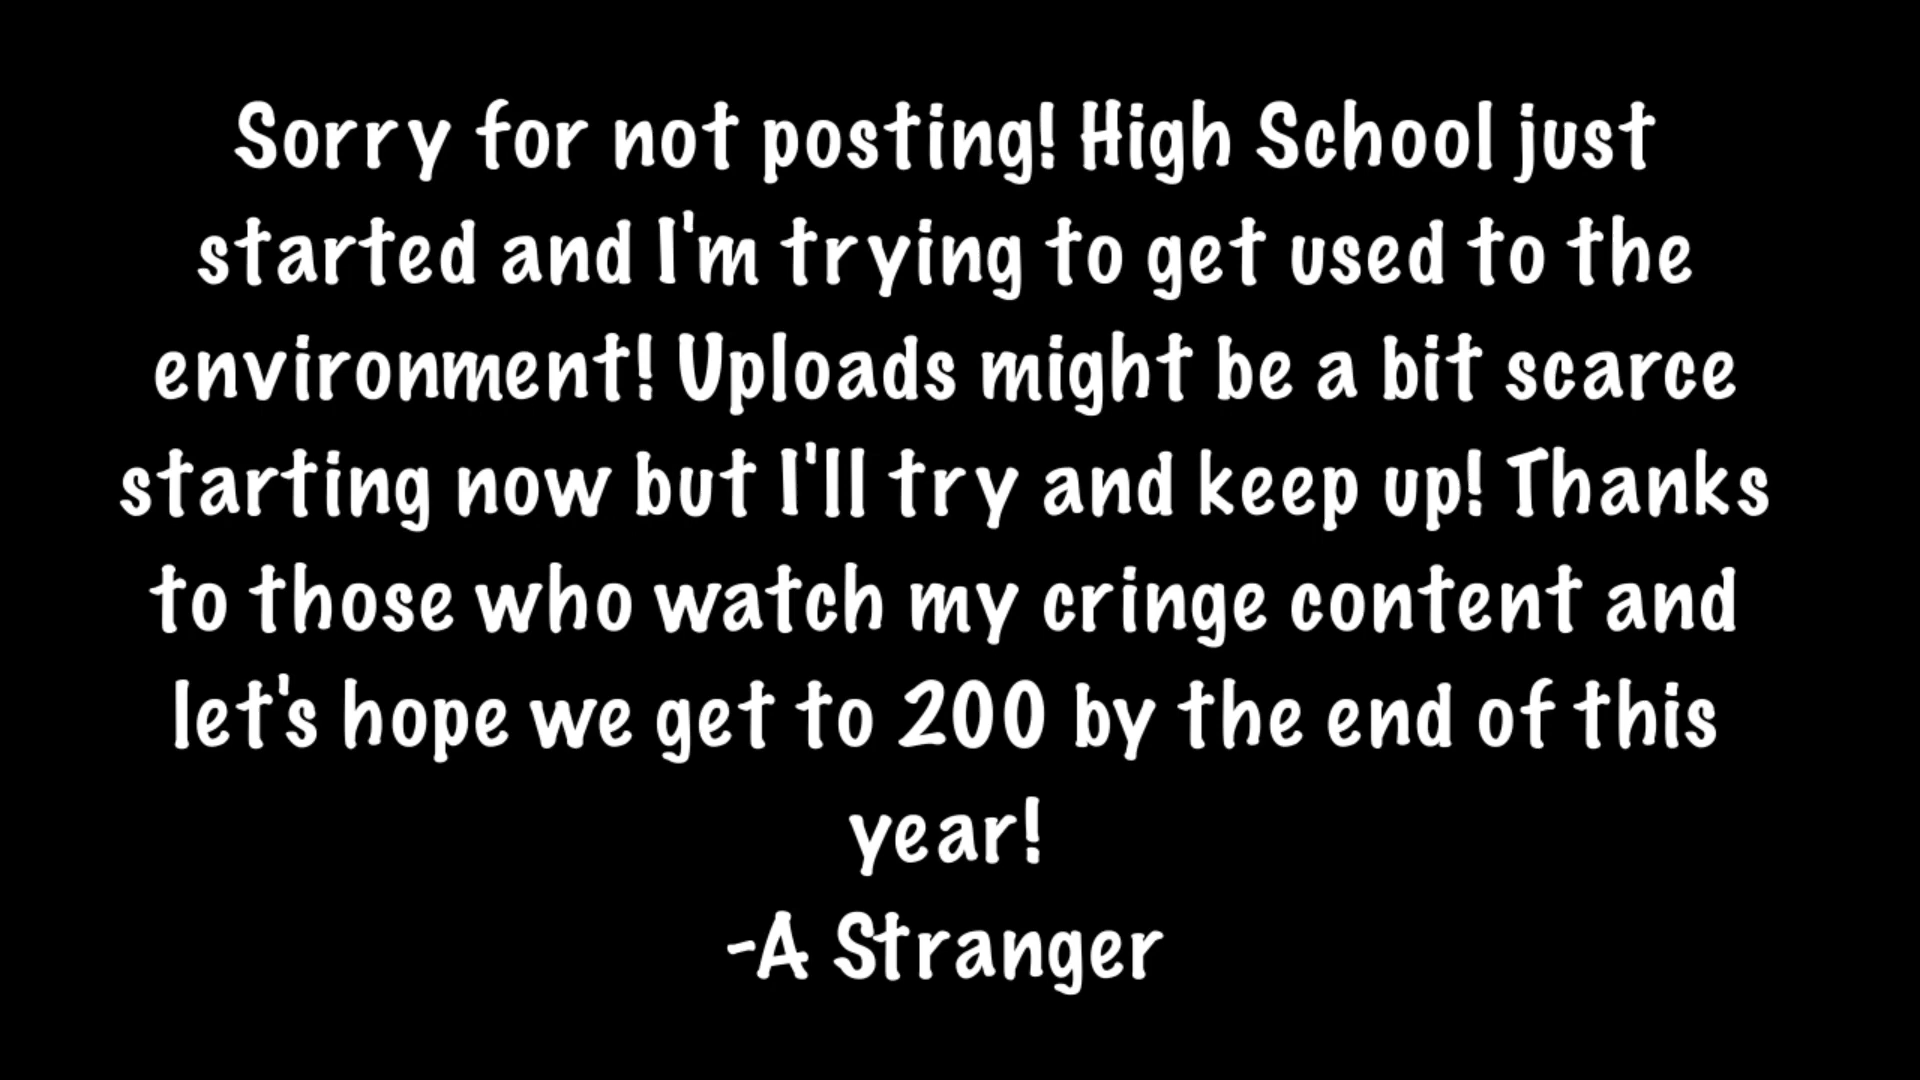 Sorry for not posting! High School just
started and I'm trying to get used to the
environment! Uploads might be a bit scarce
starting now but I'll try and keep up! Thanks
to those who watch my cringe content and
let's hope we get to 200 by the end of this
year!
-A Stranger